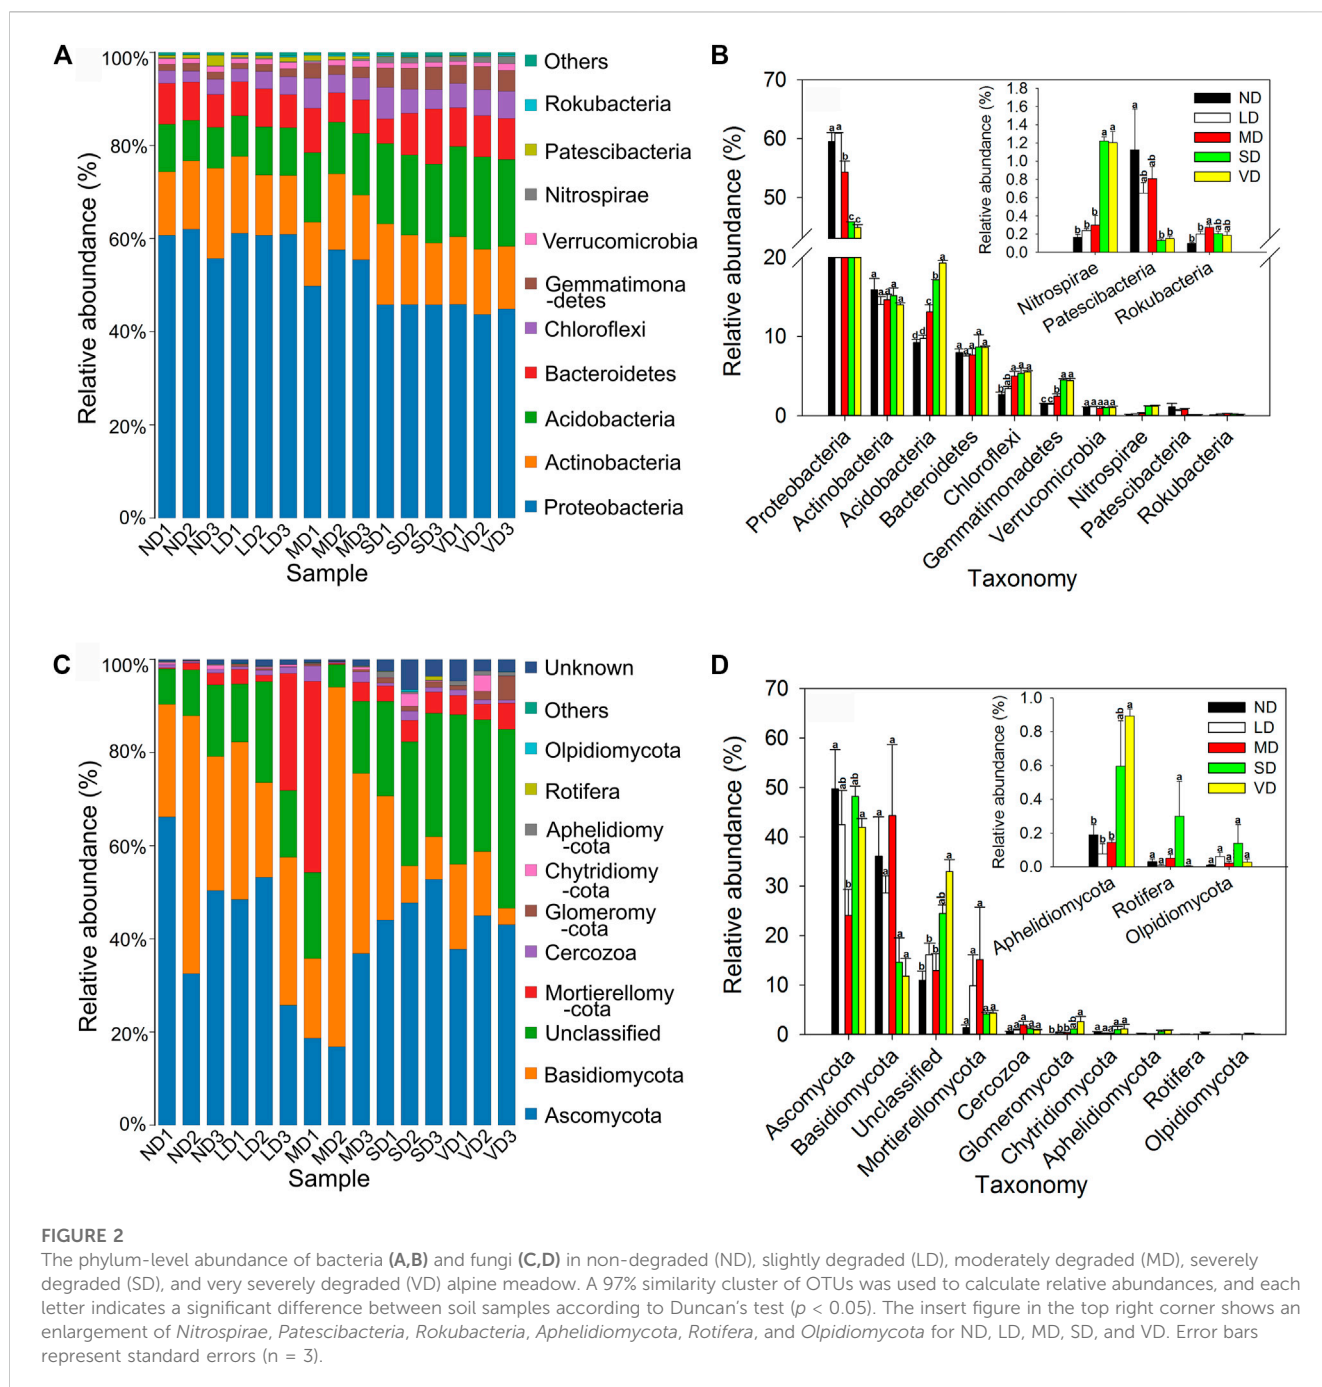 A
Relative aboundance (%)
100%
80%
60%
40%
20%
0%
ND1 ND2 ND3 LD1 LD2 LD3 MD1 MD2 MD3 SD1 SD2 SD3 VD1 VD2 VD3
Sample
Others
Rokubacteria
Patescibacteria
Nitrospirae
Verrucomicrobia
Gemmatimona
-detes
Chloroflexi
Bacteroidetes
Acidobacteria
Actinobacteria
Proteobacteria
B
Relative abundance (%)
70
60
50
20
10
0
a a b c c
a a a a a
d d c b a
a a a a a
b ab a a a
c c b a a
a a a a a
Proteobacteria Actinobacteria Acidobacteria Bacteroidetes Chloroflexi Gemmatimonadetes Verrucomicrobia Nitrospirae Patescibacteria Rokubacteria
Taxonomy
Relative abundance (%)
1.8
1.6
1.4
1.2
1.0
0.8
0.6
0.4
0.2
0.0
b b b a a
a ab ab b b
b b a ab ab
Nitrospirae Patescibacteria Rokubacteria
ND
LD
MD
SD
VD
C
Relative abundance (%)
100%
80%
60%
40%
20%
0%
ND1 ND2 ND3 LD1 LD2 LD3 MD1 MD2 MD3 SD1 SD2 SD3 VD1 VD2 VD3
Sample
Unknown
Others
Olpidiomycota
Rotifera
Aphelidiomy
-cota
Chytridiomy
-cota
Glomeromy
-cota
Cercozoa
Mortierellomy
-cota
Unclassified
Basidiomycota
Ascomycota
D
Relative abundance (%)
70
60
50
40
30
20
10
0
a ab b ab a
a a a a a
b b b a a
a a a a a
a a a a a
b b b ab a
a a a a a
Ascomycota Basidiomycota Unclassified Mortierellomycota Cercozoa Glomeromycota Chytridiomycota Aphelidiomycota Rotifera Olpidiomycota
Taxonomy
Relative abundance (%)
1.0
0.8
0.6
0.4
0.2
0.0
b b b ab a
a a a a a
a a a a a
Aphelidiomycota Rotifera Olpidiomycota
ND
LD
MD
SD
VD
FIGURE 2
The phylum-level abundance of bacteria (A,B) and fungi (C,D) in non-degraded (ND), slightly degraded (LD), moderately degraded (MD), severely
degraded (SD), and very severely degraded (VD) alpine meadow. A 97% similarity cluster of OTUs was used to calculate relative abundances, and each
letter indicates a significant difference between soil samples according to Duncan's test (p < 0.05). The insert figure in the top right corner shows an
enlargement of Nitrospirae, Patescibacteria, Rokubacteria, Aphelidiomycota, Rotifera, and Olpidiomycota for ND, LD, MD, SD, and VD. Error bars
represent standard errors (n = 3).